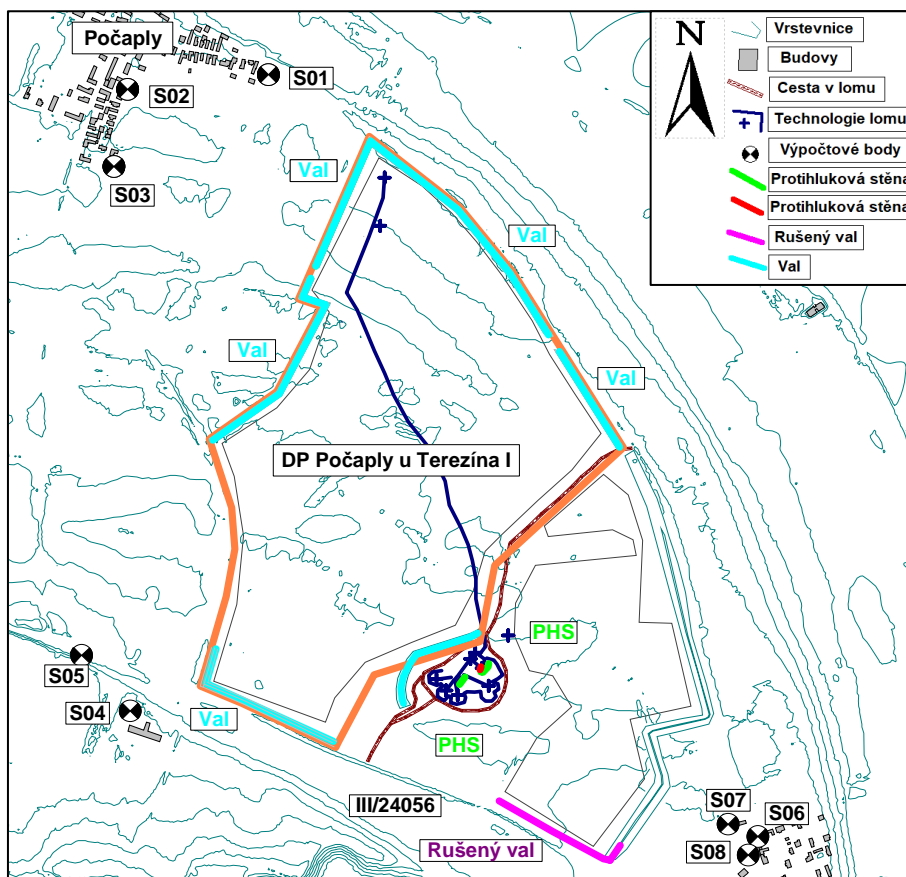 Počaply
S01
S02
S03
Val
Val
Val
Val
DP Počaply u Terezína I
PHS
S05
S04
Val
PHS
III/24056
Rušený val
S07
S06
S08
N
Vrstevnice
Budovy
Cesta v lomu
Technologie lomu
Výpočtové body
Protihluková stěna
Protihluková stěna
Rušený val
Val